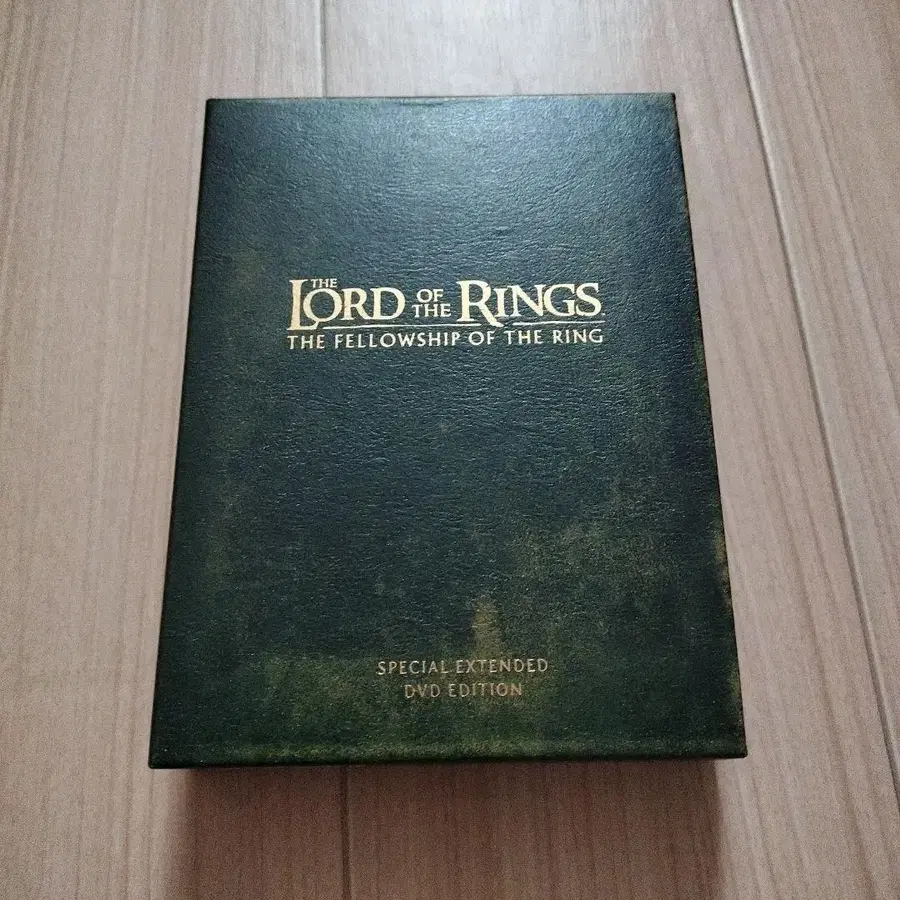 THE LORD OF THE RINGS
THE FELLOWSHIP OF THE RING
SPECIAL EXTENDED
DVD EDITION